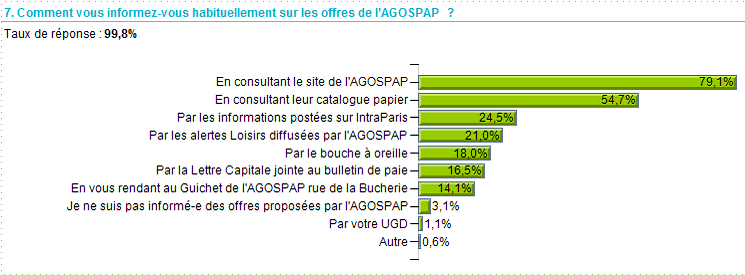 7. Comment vous informez-vous habituellement sur les offres de l'AGOSPAP ?
Taux de réponse : 99,8%
En consultant le site de l'AGOSPAP 79,1%
En consultant leur catalogue papier 54,7%
Par les informations postées sur IntraParis 24,5%
Par les alertes Loisirs diffusées par l'AGOSPAP 21,0%
Par le bouche à oreille 18,0%
Par la Lettre Capitale jointe au bulletin de paie 16,5%
En vous rendant au Guichet de l'AGOSPAP rue de la Bucherie 14,1%
Je ne suis pas informé-e des offres proposées par l'AGOSPAP 3,1%
Par votre UGD 1,1%
Autre 0,6%